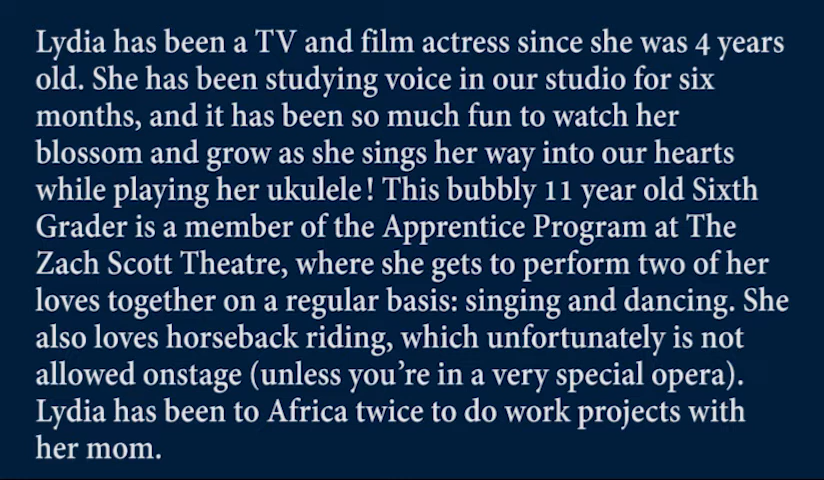 Lydia has been a TV and film actress since she was 4 years
old. She has been studying voice in our studio for six
months, and it has been so much fun to watch her
blossom and grow as she sings her way into our hearts
while playing her ukulele! This bubbly 11 year old Sixth
Grader is a member of the Apprentice Program at The
Zach Scott Theatre, where she gets to perform two of her
loves together on a regular basis: singing and dancing. She
also loves horseback riding, which unfortunately is not
allowed onstage (unless you’re in a very special opera).
Lydia has been to Africa twice to do work projects with
her mom.